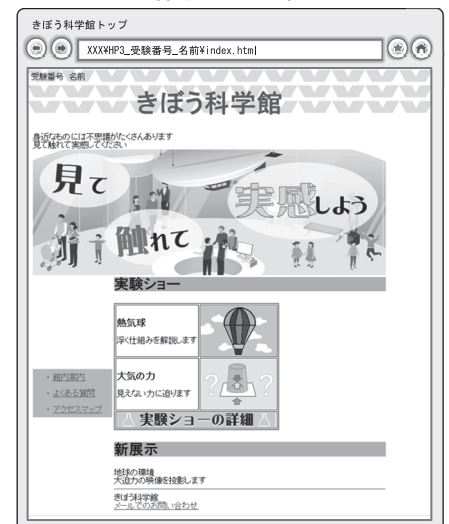 きぼう科学館トップ
XXX¥HP3_受験番号_名前¥index.html
受験番号 名前
きぼう科学館
身近なものには不思議がたくさんあります
見て触れて実感してください
見て
触れて
実感しよう
実験ショー
熱気球
浮く仕組みを解説します
大気の力
見えない力に迫ります
実験ショーの詳細
・館内案内
・よくある質問
・アクセスマップ
新展示
地球の環境
大迫力の映像を投影します
きぼう科学館
メールでのお問い合わせ